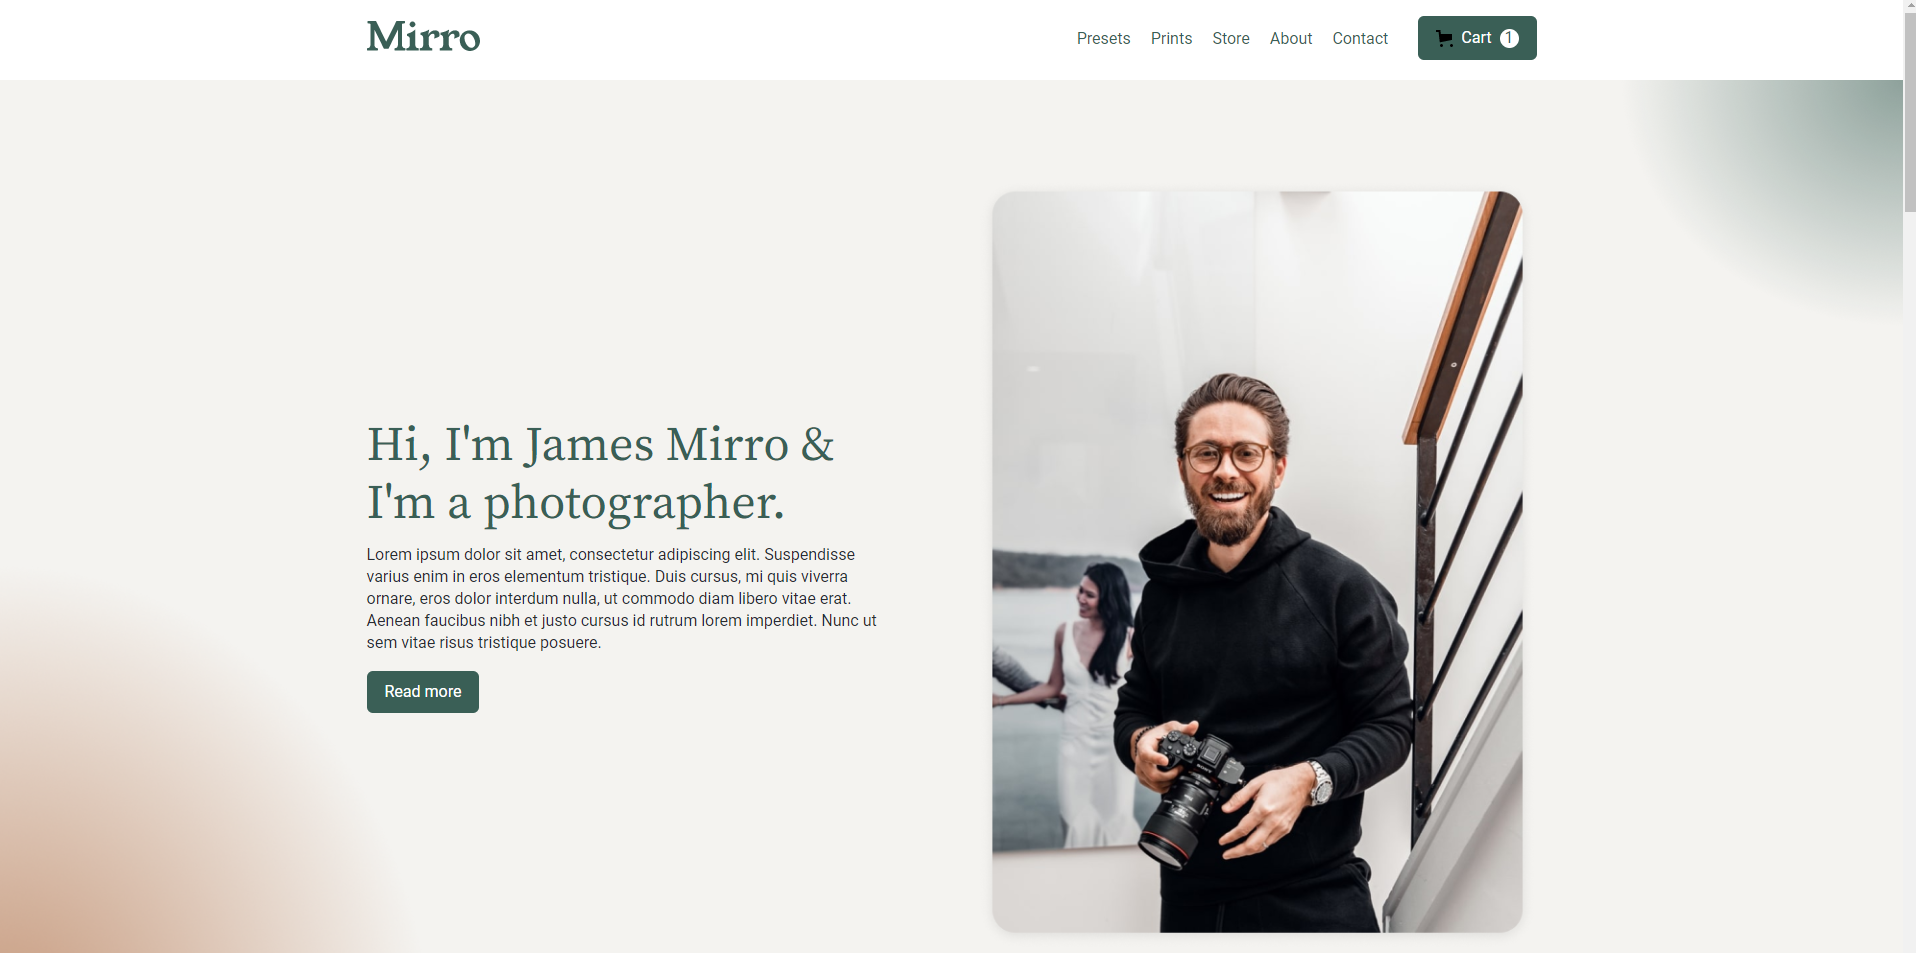 Mirro
Presets Prints Store About Contact Cart 1
Hi, I'm James Mirro &
I'm a photographer.
Lorem ipsum dolor sit amet, consectetur adipiscing elit. Suspendisse
varius enim in eros elementum tristique. Duis cursus, mi quis viverra
ornare, eros dolor interdum nulla, ut commodo diam libero vitae erat.
Aenean faucibus nibh et justo cursus id rutrum lorem imperdiet. Nunc ut
sem vitae risus tristique posuere.
Read more